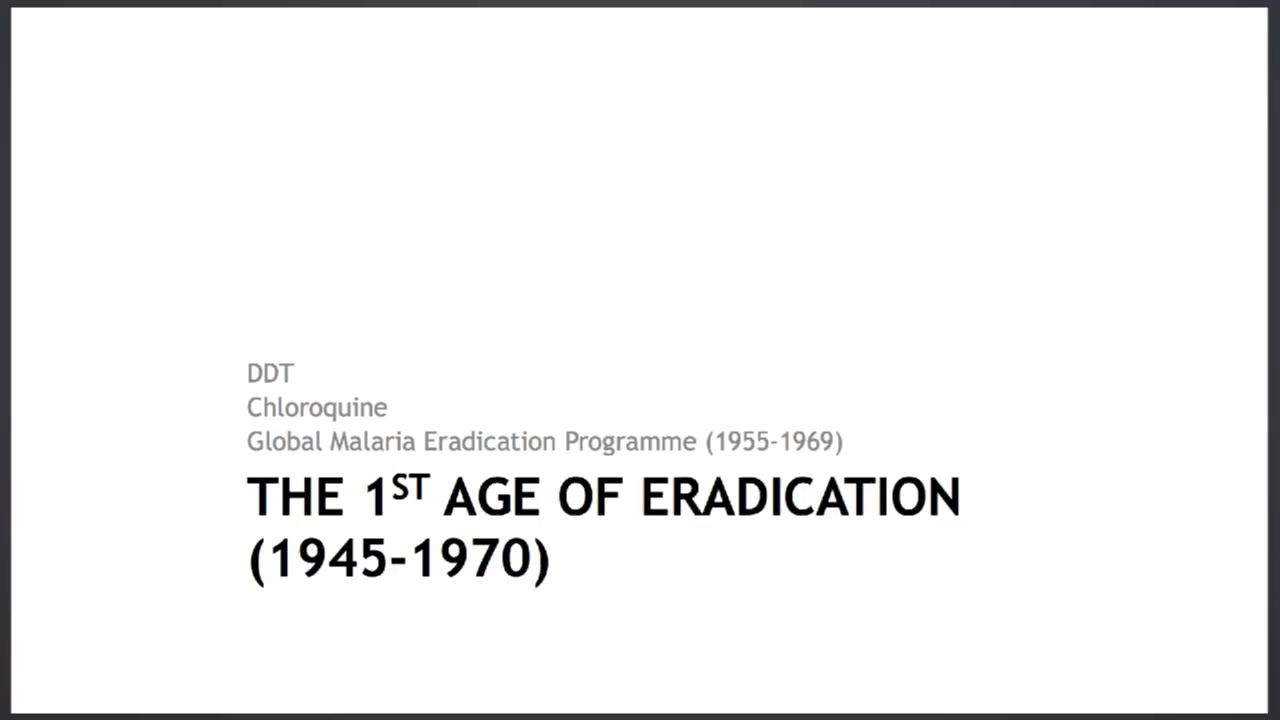 DDT
Chloroquine
Global Malaria Eradication Programme (1955-1969)
THE 1ST AGE OF ERADICATION
(1945-1970)